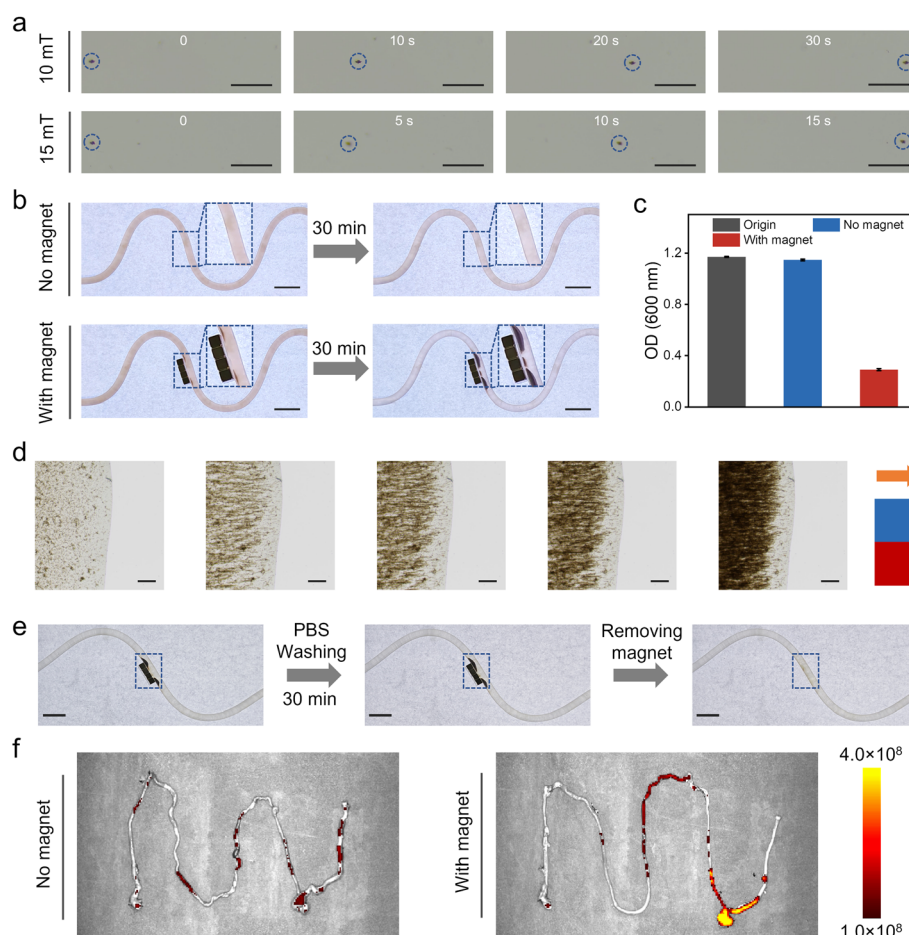 a
10 mT
0
10 s
20 s
30 s
15 mT
0
5 s
10 s
15 s
b
No magnet
30 min
With magnet
30 min
c
OD (600 nm)
Origin
No magnet
With magnet
1.2
0.8
0.4
0.0
d
e
PBS
Washing
30 min
Removing
magnet
f
No magnet
With magnet
4.0×10⁸
1.0×10⁸